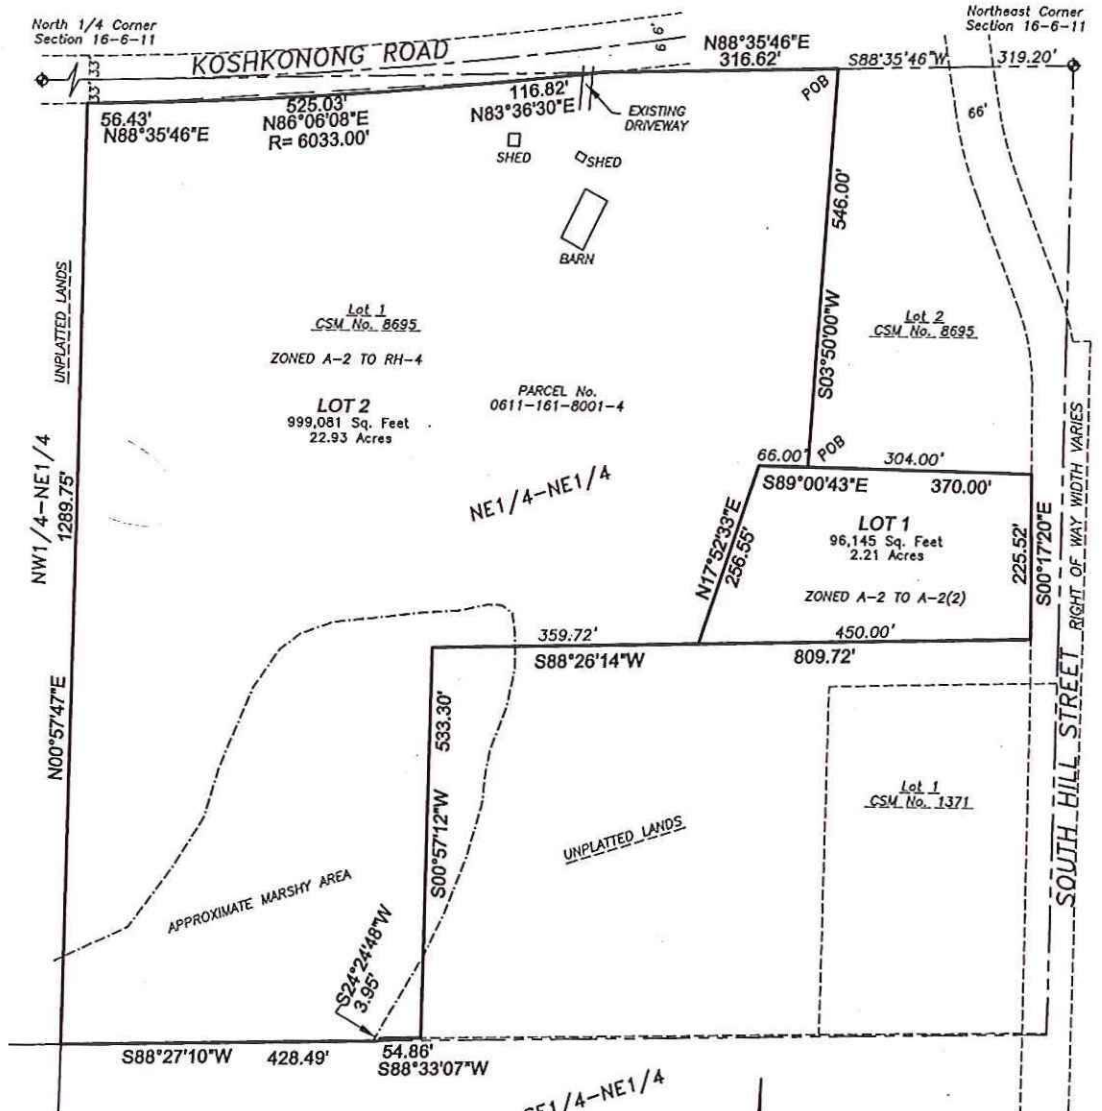 North 1/4 Corner
Section 16-6-11
Northeast Corner
Section 16-6-11
KOSHKONONG ROAD
33'
33'
6.6'
N88°35'46"E
316.62'
S88°35'46"W
319.20'
POB
66'
56.43'
N88°35'46"E
525.03'
N86°06'08"E
R= 6033.00'
116.82'
N83°36'30"E
EXISTING
DRIVEWAY
SHED
SHED
BARN
546.00'
S03°50'00"W
UNPLATTED LANDS
Lot 1
CSM No. 8695
ZONED A-2 TO RH-4
LOT 2
999,081 Sq. Feet
22.93 Acres
PARCEL No.
0611-161-8001-4
Lot 2
CSM No. 8695
NW1/4-NE1/4
1289.75'
N00°57'47"E
NE1/4-NE1/4
66.00'
POB
304.00'
S89°00'43"E
370.00'
LOT 1
96,145 Sq. Feet
2.21 Acres
ZONED A-2 TO A-2(2)
N17°52'33"E
256.55'
225.52'
S00°17'20"E
RIGHT OF WAY WIDTH VARIES
SOUTH HILL STREET
359.72'
S88°26'14"W
450.00'
809.72'
533.30'
S00°57'12"W
Lot 1
CSM No. 1371
UNPLATTED LANDS
APPROXIMATE MARSHY AREA
S24°24'48"W
3.95'
S88°27'10"W
428.49'
54.86'
S88°33'07"W
SE1/4-NE1/4